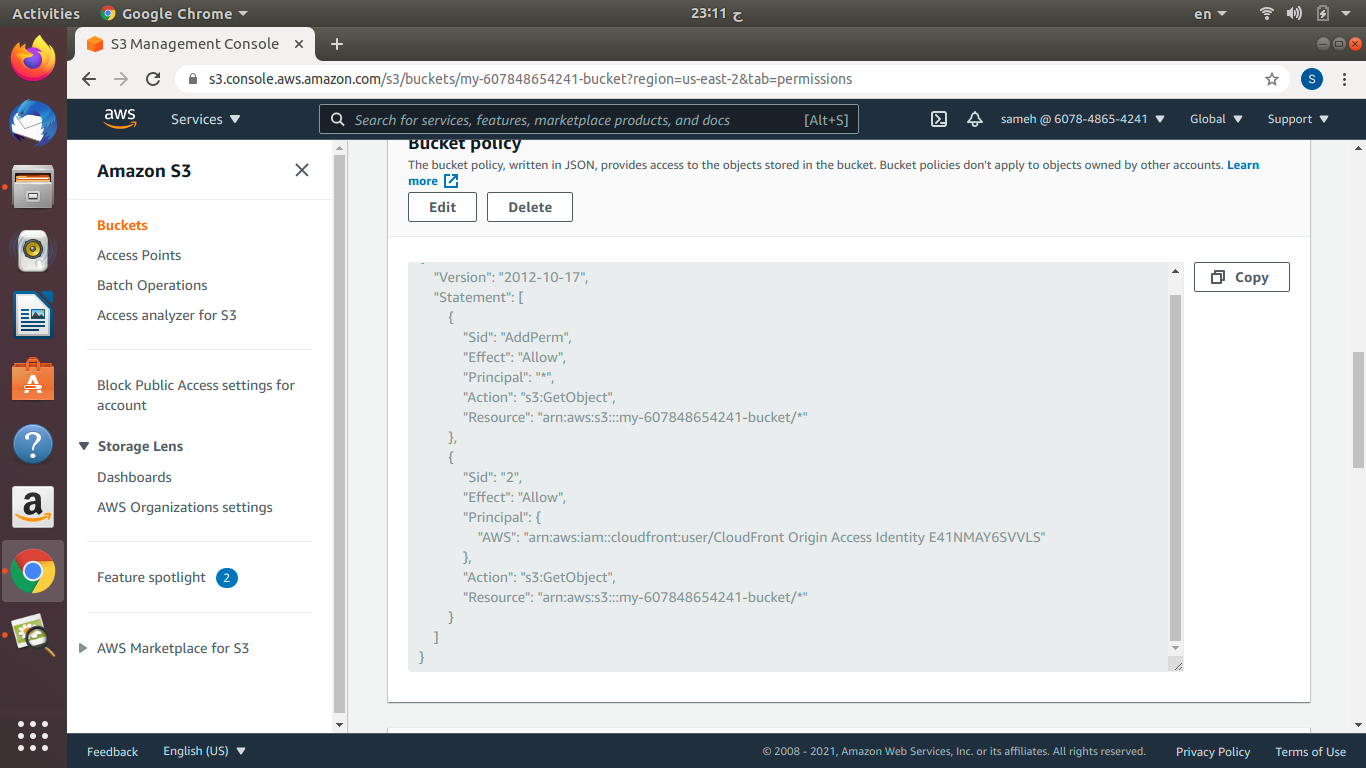 Activities
Google Chrome
23:11 ح
en
S3 Management Console
s3.console.aws.amazon.com/s3/buckets/my-607848654241-bucket?region=us-east-2&tab=permissions
S
aws
Services
Search for services, features, marketplace products, and docs
[Alt+S]
sameh @ 6078-4865-4241
Global
Support
Amazon S3
Buckets
Access Points
Batch Operations
Access analyzer for S3
Block Public Access settings for
account
Storage Lens
Dashboards
AWS Organizations settings
Feature spotlight
2
AWS Marketplace for S3
Bucket policy
The bucket policy, written in JSON, provides access to the objects stored in the bucket. Bucket policies don't apply to objects owned by other accounts. Learn
more
Edit
Delete
Copy
"Version": "2012-10-17",
"Statement": [
{
"Sid": "AddPerm",
"Effect": "Allow",
"Principal": "*",
"Action": "s3:GetObject",
"Resource": "arn:aws:s3:::my-607848654241-bucket/*"
},
{
"Sid": "2",
"Effect": "Allow",
"Principal": {
"AWS": "arn:aws:iam::cloudfront:user/CloudFront Origin Access Identity E41NMAY6SVVLS"
},
"Action": "s3:GetObject",
"Resource": "arn:aws:s3:::my-607848654241-bucket/*"
}
]
}
Feedback
English (US)
© 2008 - 2021, Amazon Web Services, Inc. or its affiliates. All rights reserved.
Privacy Policy
Terms of Use